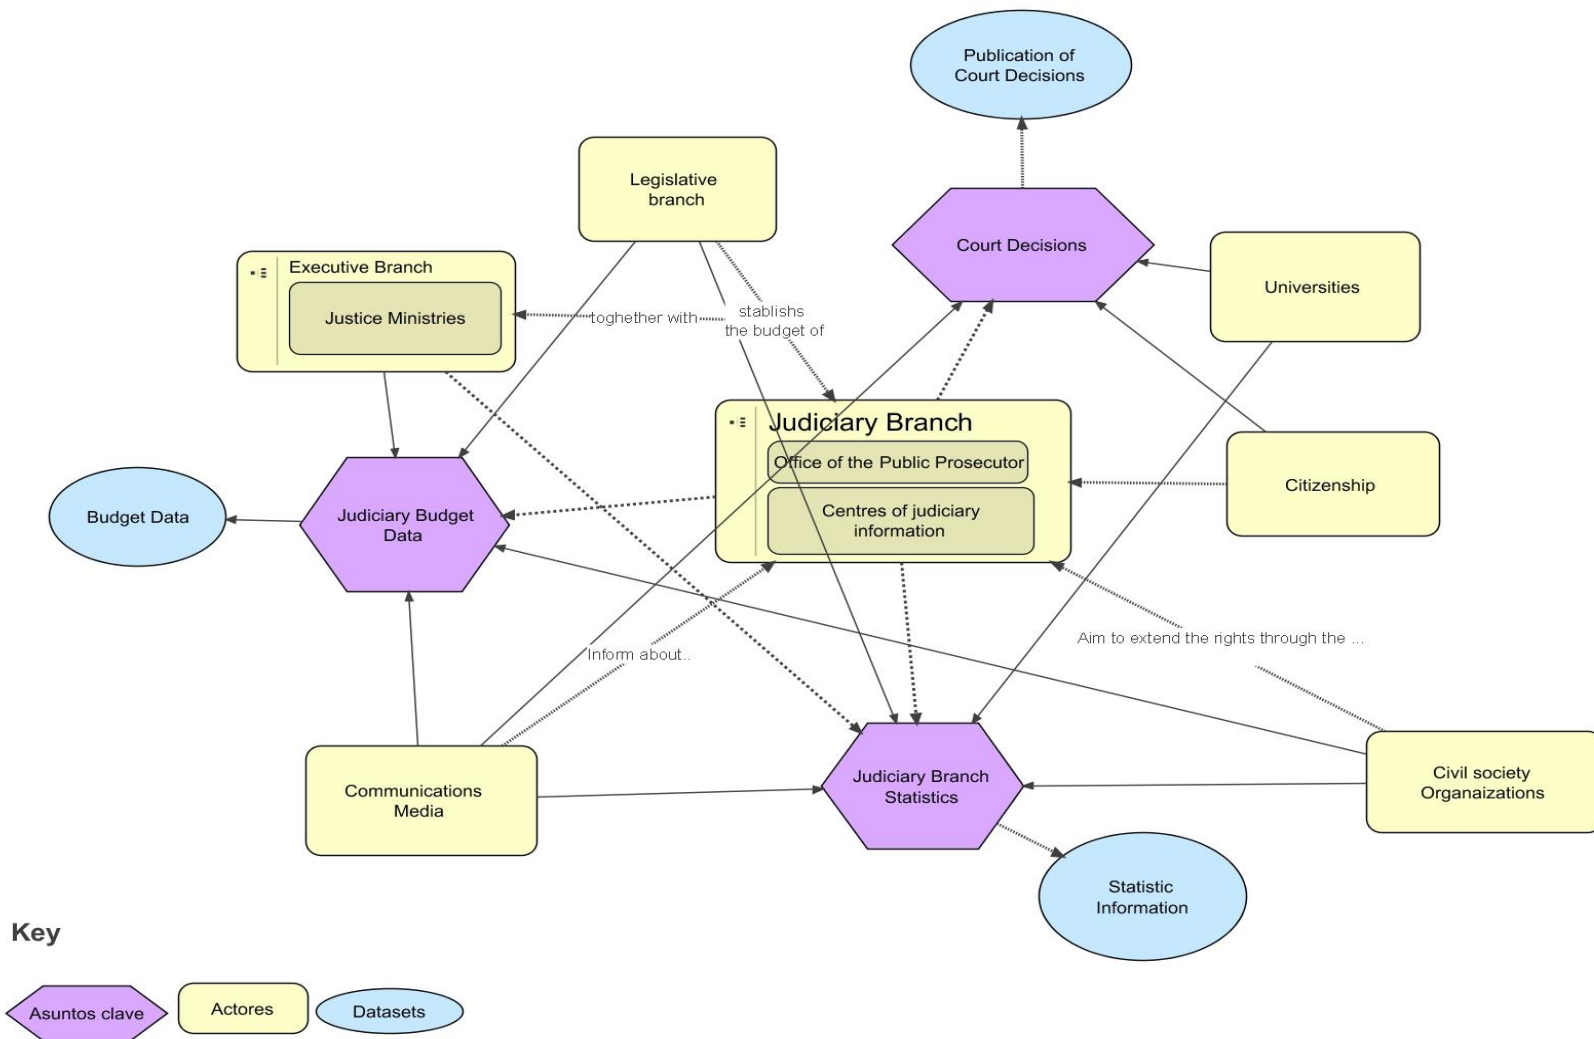 Publication of
Court Decisions
Legislative
branch
Court Decisions
Universities
Executive Branch
Justice Ministries
toghether with
stablishs
the budget of
Judiciary Branch
Office of the Public Prosecutor
Centres of judiciary
information
Citizenship
Budget Data
Judiciary Budget
Data
Inform about..
Aim to extend the rights through the ...
Communications
Media
Judiciary Branch
Statistics
Civil society
Organaizations
Statistic
Information
Key
Asuntos clave
Actores
Datasets